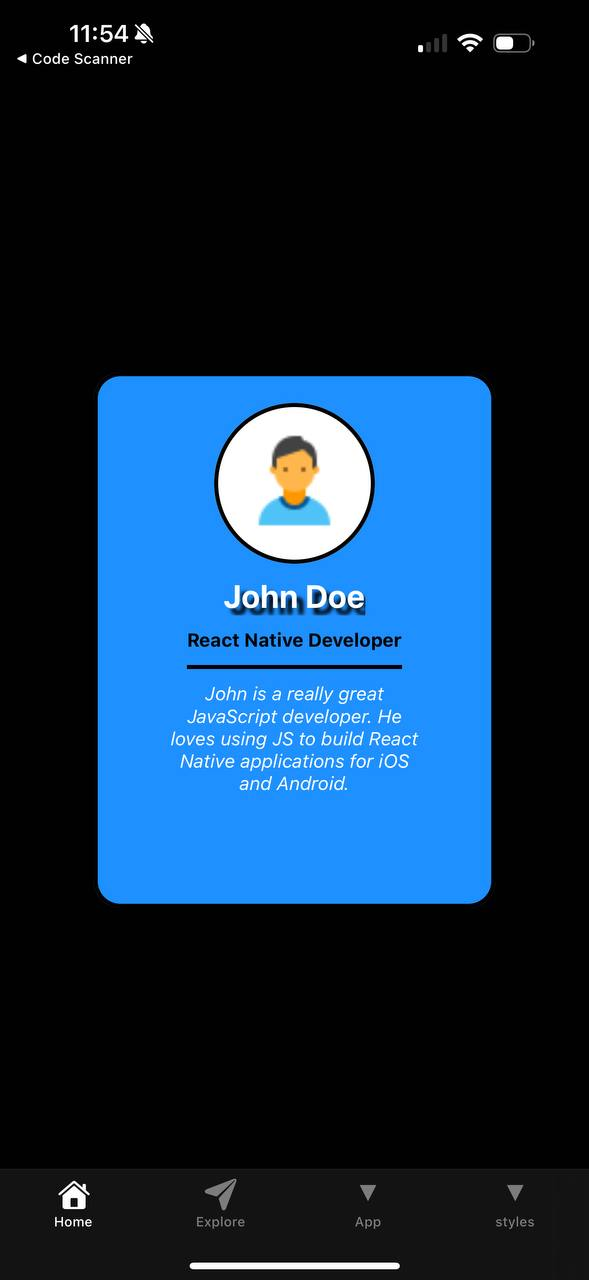 11:54
◀ Code Scanner
John Doe
React Native Developer
John is a really great
JavaScript developer. He
loves using JS to build React
Native applications for iOS
and Android.
Home
Explore
App
styles